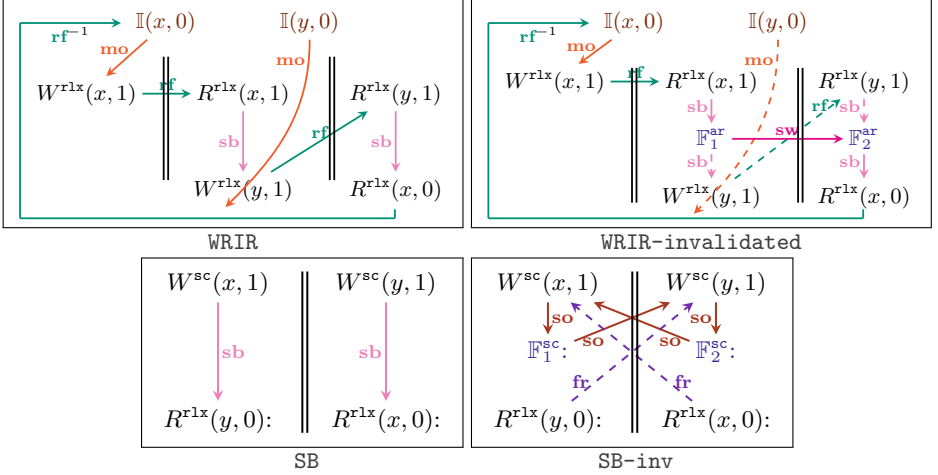 𝕀(x, 0) 𝕀(y, 0)
rf⁻¹
mo mo
W^rlx(x, 1) rf R^rlx(x, 1) R^rlx(y, 1)
sb rf sb
W^rlx(y, 1) R^rlx(x, 0)
WRIR
𝕀(x, 0) 𝕀(y, 0)
rf⁻¹
mo mo
W^rlx(x, 1) rf R^rlx(x, 1) R^rlx(y, 1)
sb rf sb
𝔽₁^ar sw 𝔽₂^ar
sb sb
W^rlx(y, 1) R^rlx(x, 0)
WRIR-invalidated
W^sc(x, 1) W^sc(y, 1)
sb sb
R^rlx(y, 0): R^rlx(x, 0):
SB
W^sc(x, 1) W^sc(y, 1)
so so
𝔽₁^sc: so so 𝔽₂^sc:
fr fr
R^rlx(y, 0): R^rlx(x, 0):
SB-inv